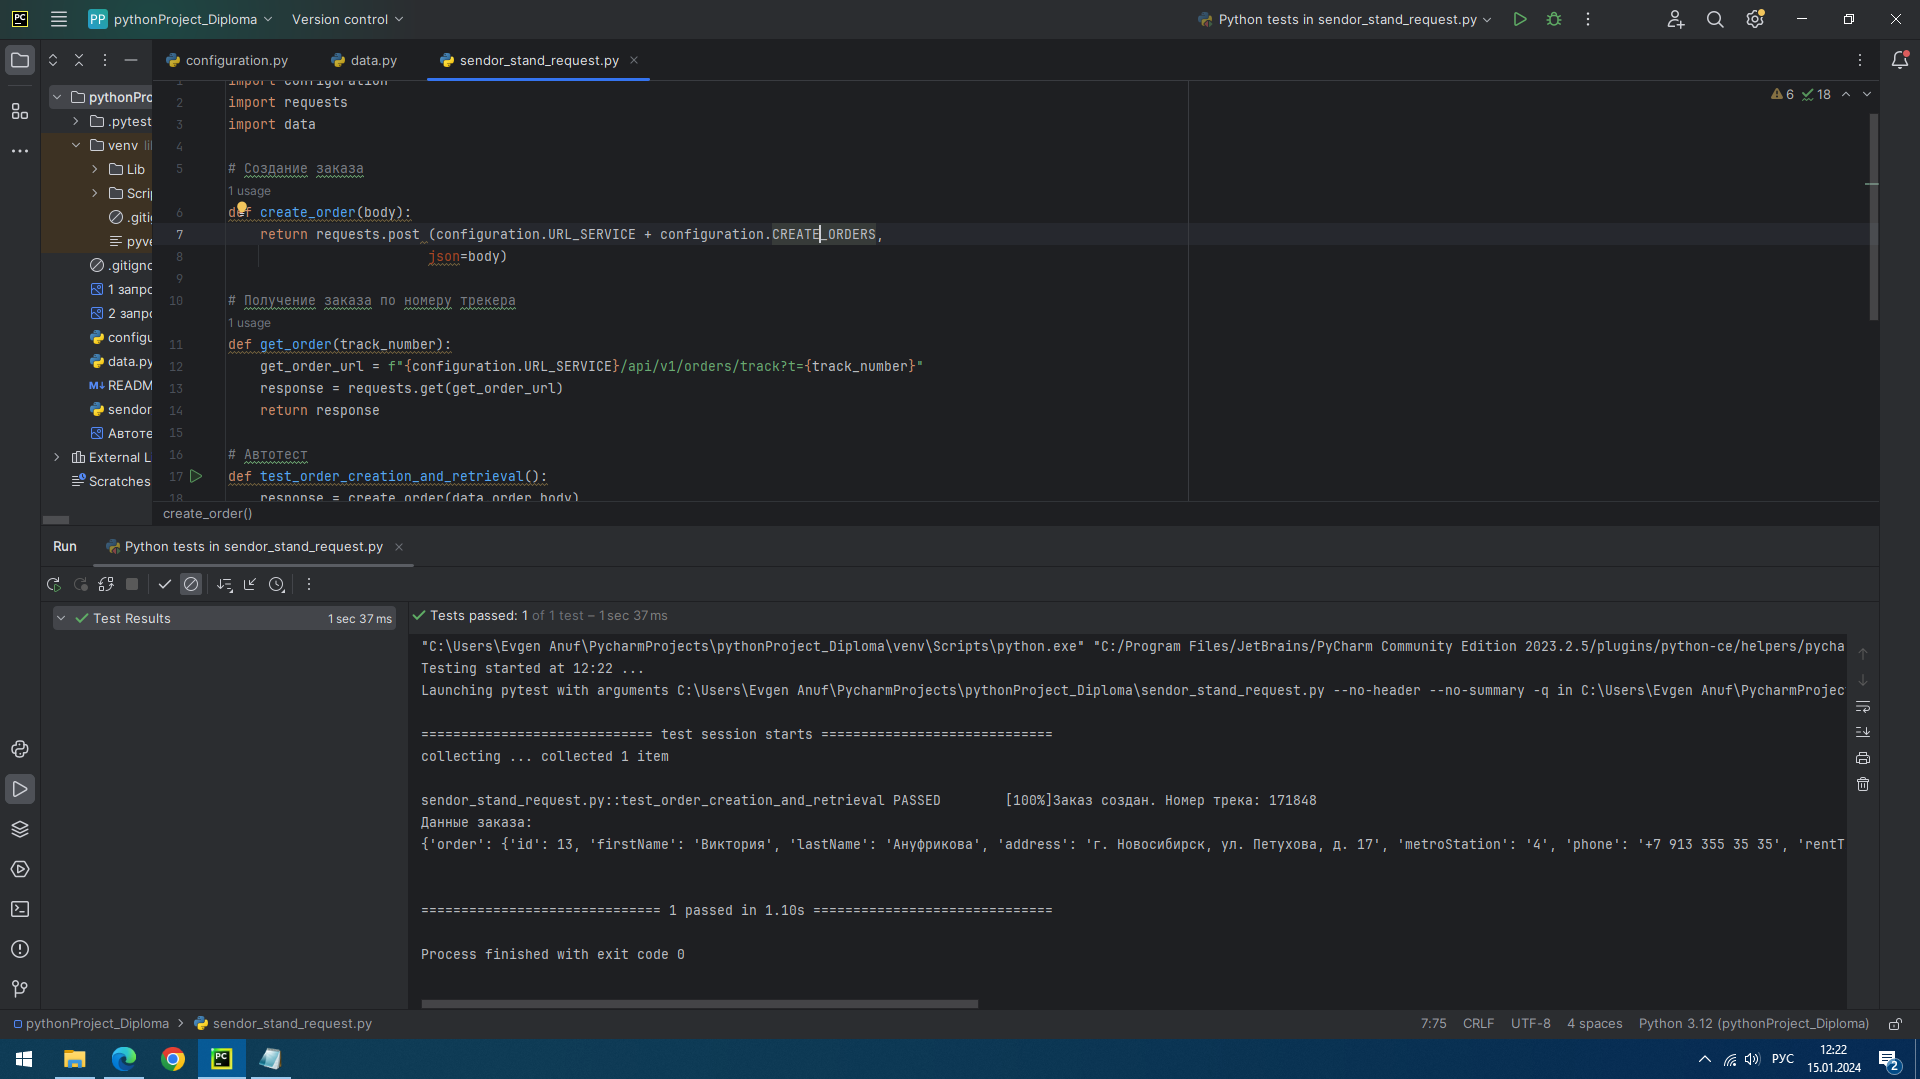 PC
PP pythonProject_Diploma
Version control
Python tests in sendor_stand_request.py
configuration.py
data.py
sendor_stand_request.py
pythonPro
.pytest
venv lib
Lib
Scri
.giti
pyve
.gitigno
1 запро
2 запро
configu
data.py
README
sendor
Автоте
External L
Scratches
6 18
1 import configuration
2 import requests
3 import data
4
5 # Создание заказа
1 usage
6 def create_order(body):
7 return requests.post (configuration.URL_SERVICE + configuration.CREATE_ORDERS,
8 json=body)
9
10 # Получение заказа по номеру трекера
1 usage
11 def get_order(track_number):
12 get_order_url = f"{configuration.URL_SERVICE}/api/v1/orders/track?t={track_number}"
13 response = requests.get(get_order_url)
14 return response
15
16 # Автотест
17 def test_order_creation_and_retrieval():
18 response = create_order(data.order_body)
create_order()
Run
Python tests in sendor_stand_request.py
Test Results 1 sec 37 ms
Tests passed: 1 of 1 test – 1 sec 37 ms
"C:\Users\Evgen Anuf\PycharmProjects\pythonProject_Diploma\venv\Scripts\python.exe" "C:/Program Files/JetBrains/PyCharm Community Edition 2023.2.5/plugins/python-ce/helpers/pycha
Testing started at 12:22 ...
Launching pytest with arguments C:\Users\Evgen Anuf\PycharmProjects\pythonProject_Diploma\sendor_stand_request.py --no-header --no-summary -q in C:\Users\Evgen Anuf\PycharmProjec
============================= test session starts =============================
collecting ... collected 1 item
sendor_stand_request.py::test_order_creation_and_retrieval PASSED [100%]Заказ создан. Номер трека: 171848
Данные заказа:
{'order': {'id': 13, 'firstName': 'Виктория', 'lastName': 'Ануфрикова', 'address': 'г. Новосибирск, ул. Петухова, д. 17', 'metroStation': '4', 'phone': '+7 913 355 35 35', 'rentT
============================== 1 passed in 1.10s ==============================
Process finished with exit code 0
pythonProject_Diploma
sendor_stand_request.py
7:75 CRLF UTF-8 4 spaces Python 3.12 (pythonProject_Diploma)
PC
РУС
12:22
15.01.2024
2